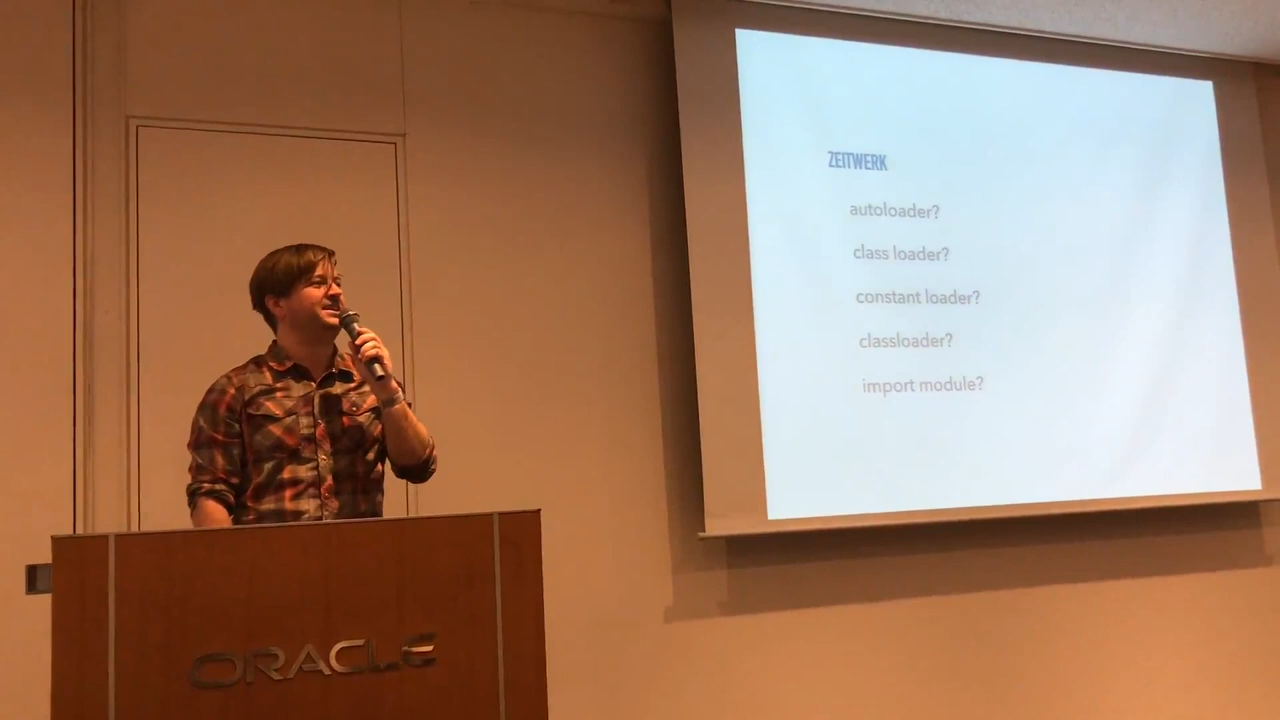 ZEITWERK
autoloader?
class loader?
constant loader?
classloader?
import module?
ORACLE